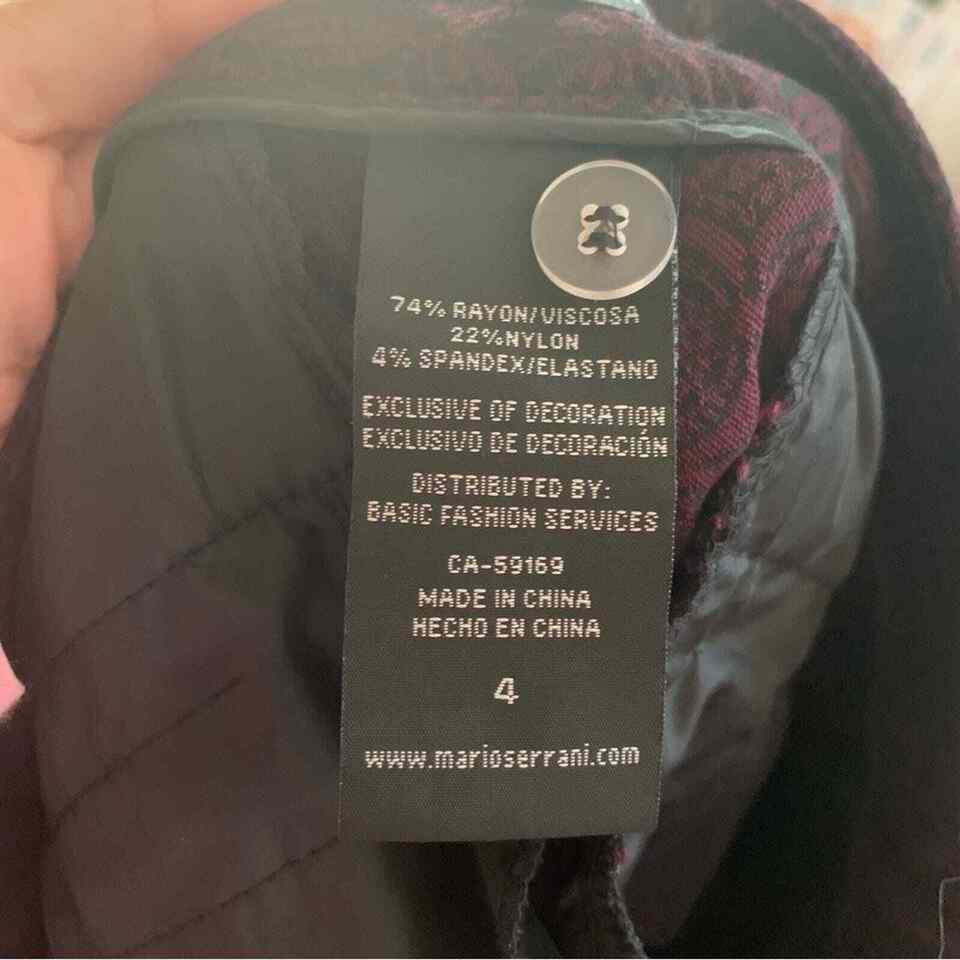 74% RAYON/VISCOSA
22%NYLON
4% SPANDEX/ELASTANO
EXCLUSIVE OF DECORATION
EXCLUSIVO DE DECORACIÓN
DISTRIBUTED BY:
BASIC FASHION SERVICES
CA-59169
MADE IN CHINA
HECHO EN CHINA
4
www.marioserrani.com